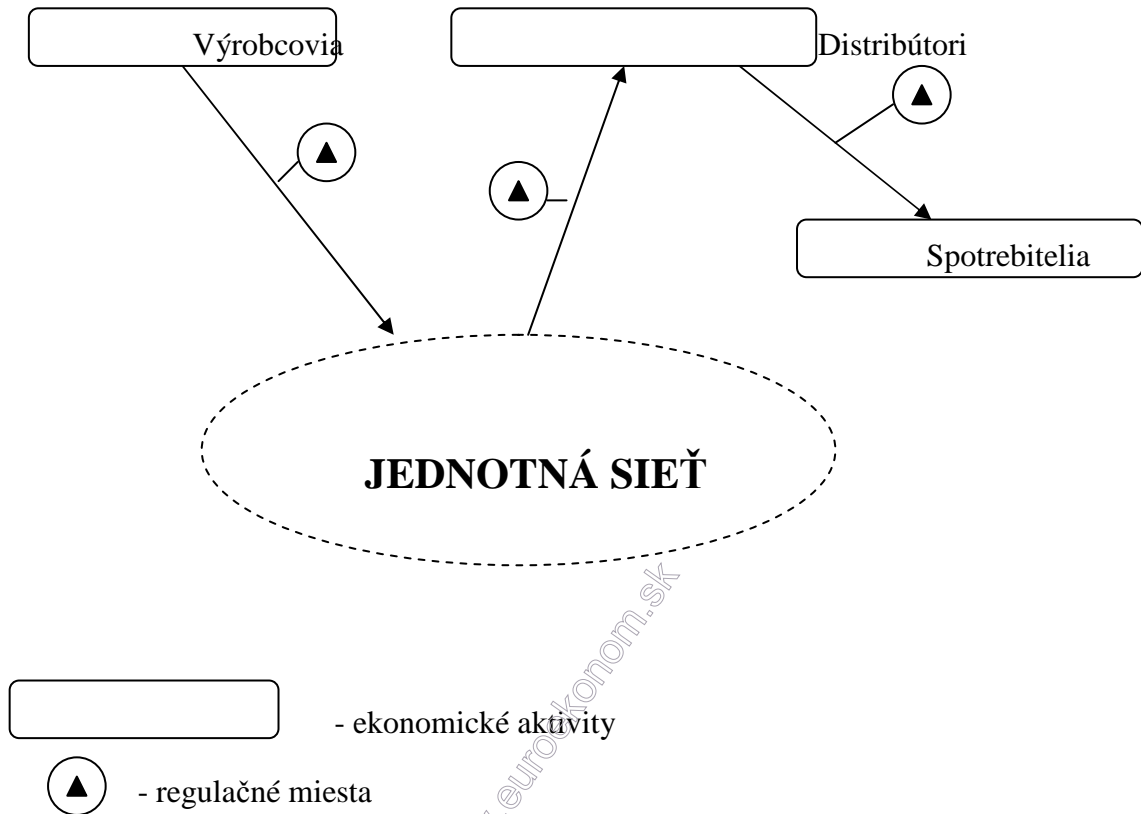 Výrobcovia
Distribútori
Spotrebitelia
JEDNOTNÁ SIEŤ
- ekonomické aktivity
- regulačné miesta
.euroekonom.sk